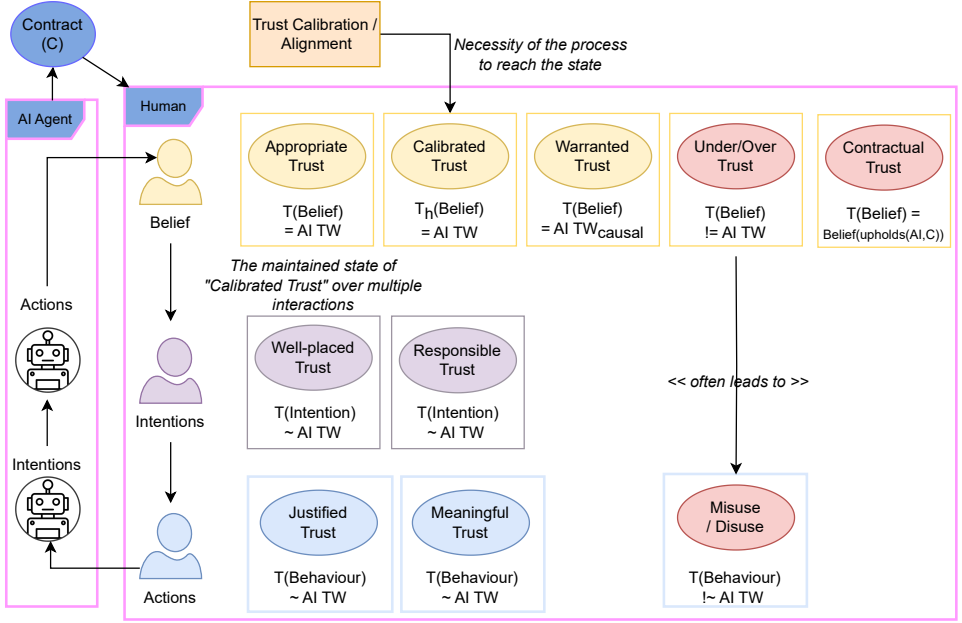 Contract
(C)
Trust Calibration /
Alignment
Necessity of the process
to reach the state
AI Agent
Human
Appropriate
Trust
T(Belief)
= AI TW
Calibrated
Trust
Th(Belief)
= AI TW
Warranted
Trust
T(Belief)
= AI TWcausal
Under/Over
Trust
T(Belief)
!= AI TW
Contractual
Trust
T(Belief) =
Belief(upholds(AI,C))
Belief
The maintained state of
"Calibrated Trust" over multiple
interactions
Actions
Well-placed
Trust
T(Intention)
~ AI TW
Responsible
Trust
T(Intention)
~ AI TW
<< often leads to >>
Intentions
Intentions
Justified
Trust
T(Behaviour)
~ AI TW
Meaningful
Trust
T(Behaviour)
~ AI TW
Misuse
/ Disuse
T(Behaviour)
!~ AI TW
Actions